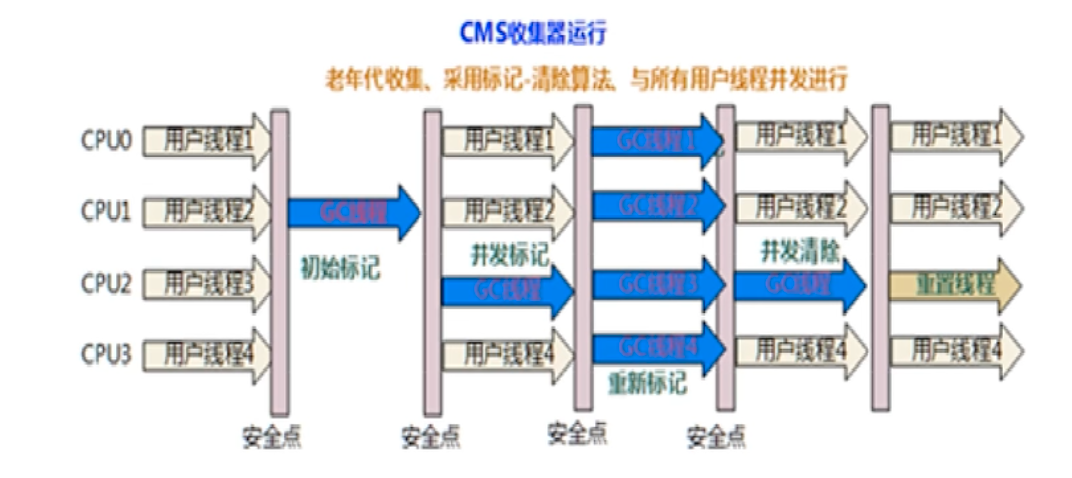 CMS收集器运行
老年代收集、采用标记-清除算法、与所有用户线程并发进行
CPU0 用户线程1 用户线程1 GC线程1 用户线程1 用户线程1
CPU1 用户线程2 GC线程 用户线程2 GC线程2 用户线程2 用户线程2
初始标记 并发标记 并发清除
CPU2 用户线程3 GC线程 GC线程3 GC线程 重置线程
CPU3 用户线程4 用户线程4 GC线程4 用户线程4 用户线程4
重新标记
安全点 安全点 安全点 安全点